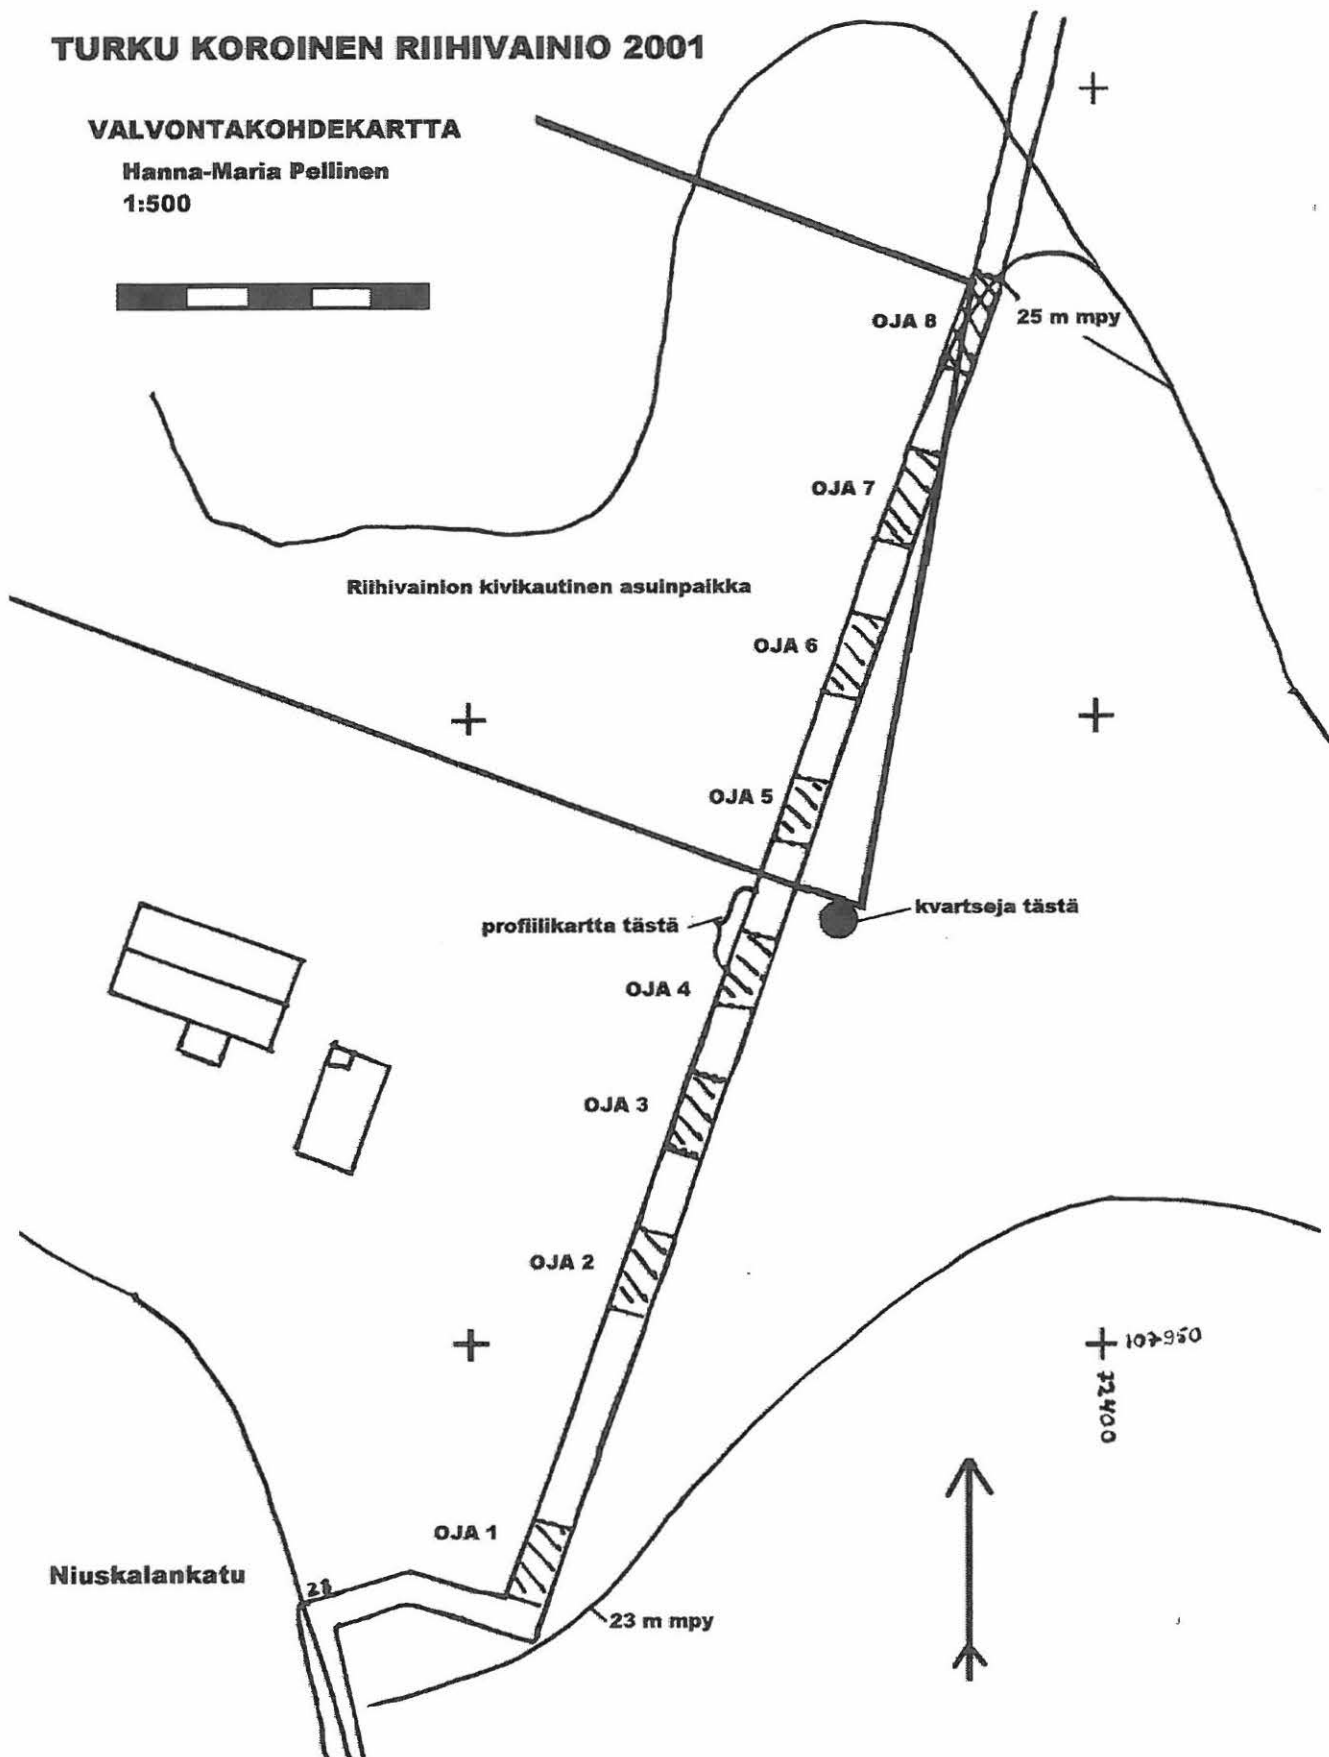 TURKU KOROINEN RIIHIVAINIO 2001
VALVONTAKOHDEKARTTA
Hanna-Maria Pellinen
1:500
OJA 8
25 m mpy
OJA 7
Riihivainion kivikautinen asuinpaikka
OJA 6
OJA 5
kvartseja tästä
profiilikartta tästä
OJA 4
OJA 3
OJA 2
107950
72400
OJA 1
Niuskalankatu
23 m mpy